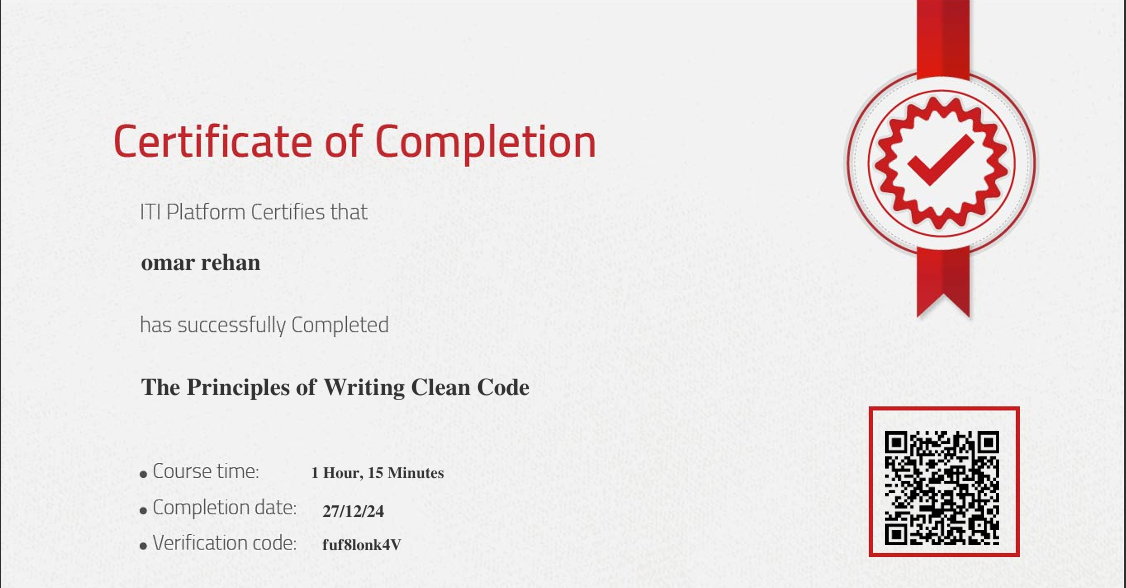 Certificate of Completion
ITI Platform Certifies that
omar rehan
has successfully Completed
The Principles of Writing Clean Code
• Course time: 1 Hour, 15 Minutes
• Completion date: 27/12/24
• Verification code: fuf8lonk4V